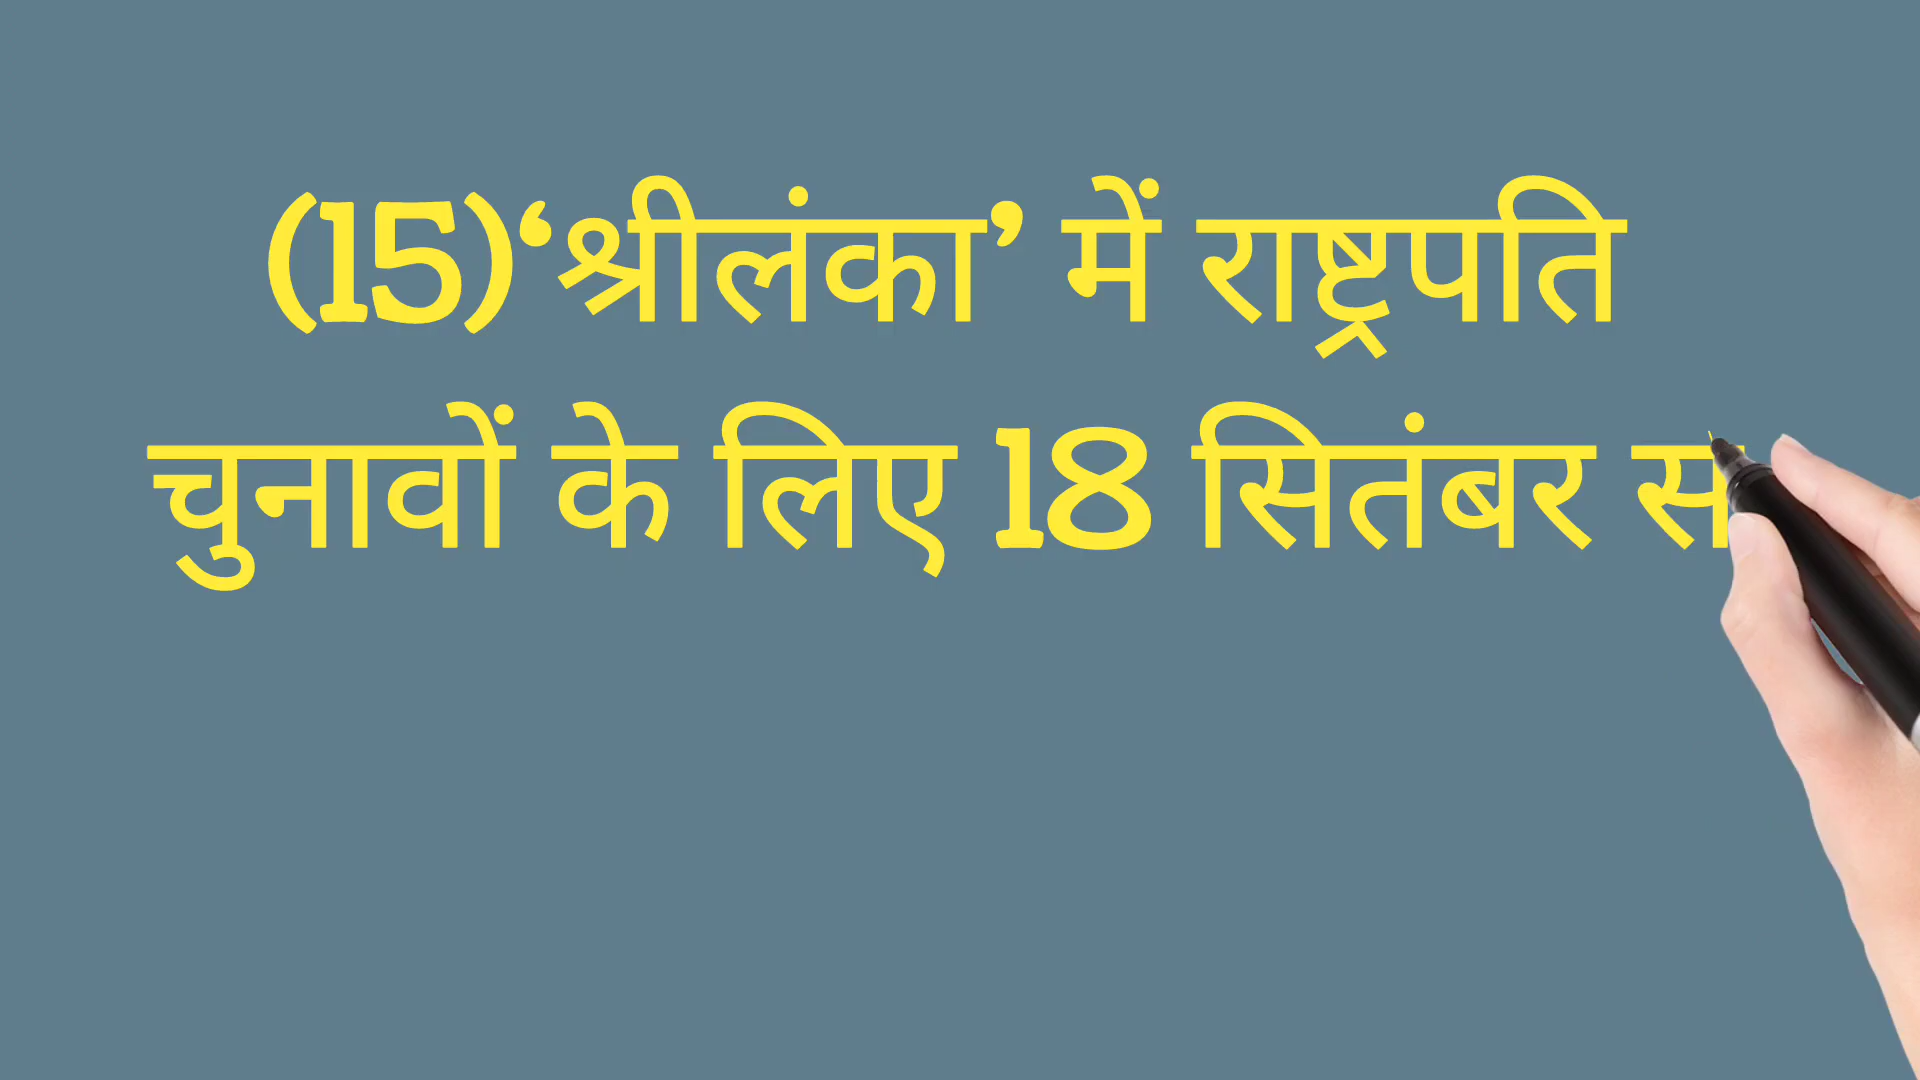 (15)‘श्रीलंका’ में राष्ट्रपति
चुनावों के लिए 18 सितंबर